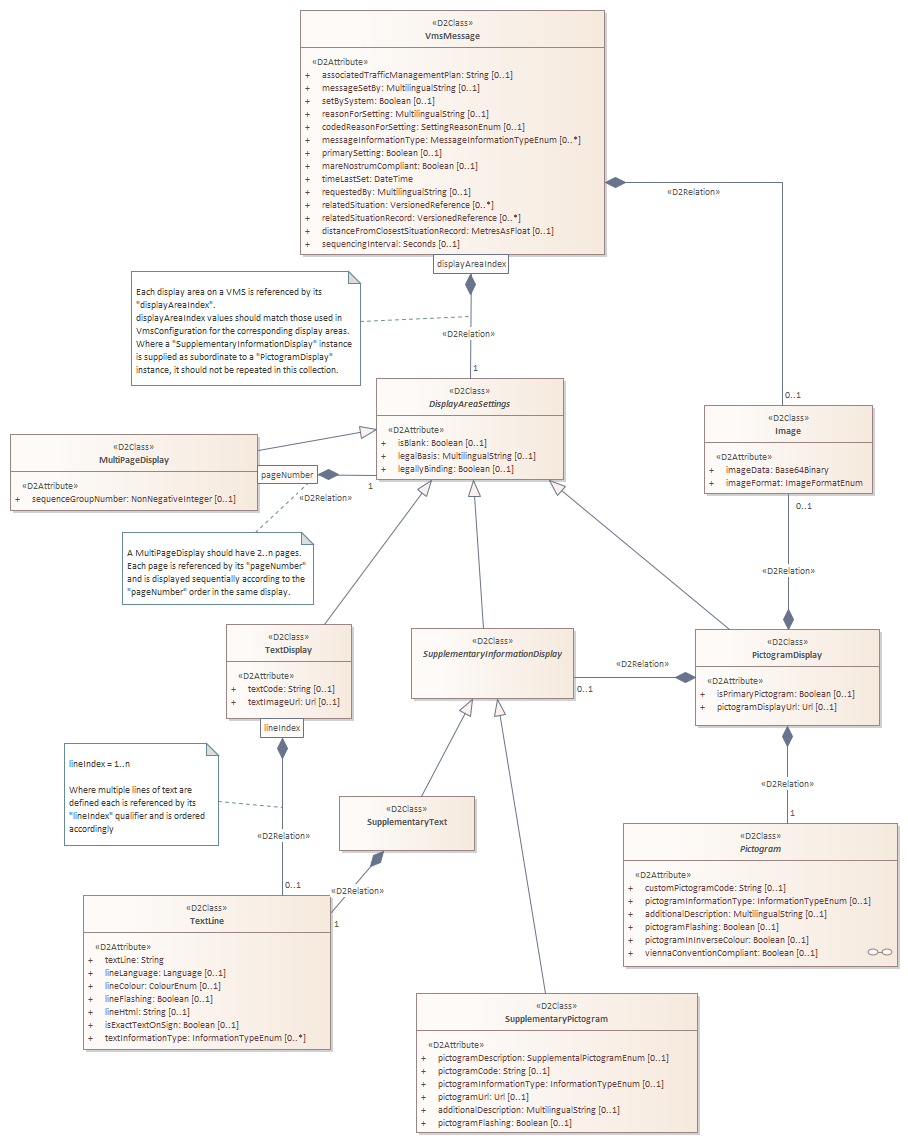 «D2Class»
VmsMessage
«D2Attribute»
+ associatedTrafficManagementPlan: String [0..1]
+ messageSetBy: MultilingualString [0..1]
+ setBySystem: Boolean [0..1]
+ reasonForSetting: MultilingualString [0..1]
+ codedReasonForSetting: SettingReasonEnum [0..1]
+ messageInformationType: MessageInformationTypeEnum [0..*]
+ primarySetting: Boolean [0..1]
+ mareNostrumCompliant: Boolean [0..1]
+ timeLastSet: DateTime
+ requestedBy: MultilingualString [0..1]
+ relatedSituation: VersionedReference [0..*]
+ relatedSituationRecord: VersionedReference [0..*]
+ distanceFromClosestSituationRecord: MetresAsFloat [0..1]
+ sequencingInterval: Seconds [0..1]
«D2Relation»
displayAreaIndex
Each display area on a VMS is referenced by its
"displayAreaIndex".
displayAreaIndex values should match those used in
VmsConfiguration for the corresponding display areas.
Where a "SupplementaryInformationDisplay" instance
is supplied as subordinate to a "PictogramDisplay"
instance, it should not be repeated in this collection.
«D2Relation»
1
0..1
«D2Class»
DisplayAreaSettings
«D2Attribute»
+ isBlank: Boolean [0..1]
+ legalBasis: MultilingualString [0..1]
+ legallyBinding: Boolean [0..1]
«D2Class»
Image
«D2Attribute»
+ imageData: Base64Binary
+ imageFormat: ImageFormatEnum
«D2Class»
MultiPageDisplay
«D2Attribute»
+ sequenceGroupNumber: NonNegativeInteger [0..1]
pageNumber
1
«D2Relation»
0..1
A MultiPageDisplay should have 2..n pages.
Each page is referenced by its "pageNumber"
and is displayed sequentially according to the
"pageNumber" order in the same display.
«D2Relation»
«D2Class»
TextDisplay
«D2Attribute»
+ textCode: String [0..1]
+ textImageUrl: Url [0..1]
lineIndex
«D2Class»
SupplementaryInformationDisplay
«D2Relation»
0..1
«D2Class»
PictogramDisplay
«D2Attribute»
+ isPrimaryPictogram: Boolean [0..1]
+ pictogramDisplayUrl: Url [0..1]
lineIndex = 1..n
Where multiple lines of text are
defined each is referenced by its
"lineIndex" qualifier and is ordered
accordingly
«D2Relation»
0..1
«D2Class»
SupplementaryText
«D2Relation»
1
«D2Relation»
1
«D2Class»
Pictogram
«D2Attribute»
+ customPictogramCode: String [0..1]
+ pictogramInformationType: InformationTypeEnum [0..1]
+ additionalDescription: MultilingualString [0..1]
+ pictogramFlashing: Boolean [0..1]
+ pictogramInInverseColour: Boolean [0..1]
+ viennaConventionCompliant: Boolean [0..1]
«D2Class»
TextLine
«D2Attribute»
+ textLine: String
+ lineLanguage: Language [0..1]
+ lineColour: ColourEnum [0..1]
+ lineFlashing: Boolean [0..1]
+ lineHtml: String [0..1]
+ isExactTextOnSign: Boolean [0..1]
+ textInformationType: InformationTypeEnum [0..*]
«D2Class»
SupplementaryPictogram
«D2Attribute»
+ pictogramDescription: SupplementalPictogramEnum [0..1]
+ pictogramCode: String [0..1]
+ pictogramInformationType: InformationTypeEnum [0..1]
+ pictogramUrl: Url [0..1]
+ additionalDescription: MultilingualString [0..1]
+ pictogramFlashing: Boolean [0..1]